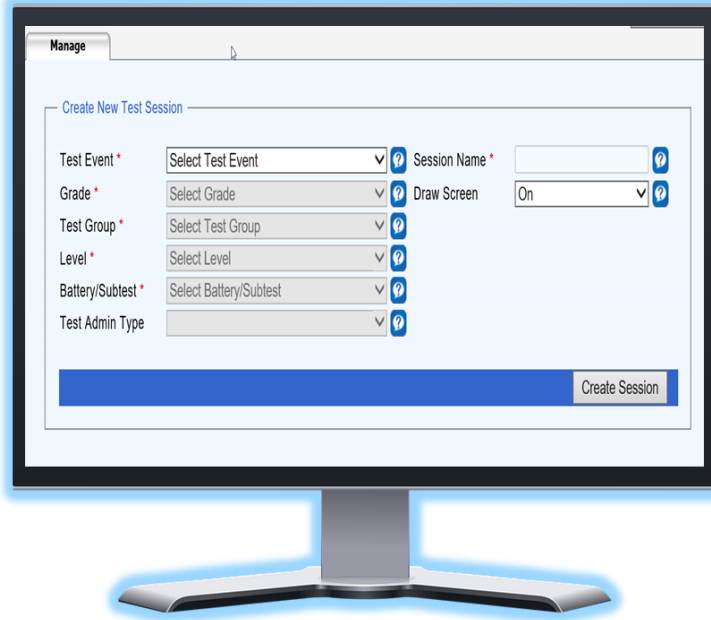 Manage
Create New Test Session
Test Event * Select Test Event ? Session Name * ?
Grade * Select Grade ? Draw Screen On ?
Test Group * Select Test Group ?
Level * Select Level ?
Battery/Subtest * Select Battery/Subtest ?
Test Admin Type ?
Create Session